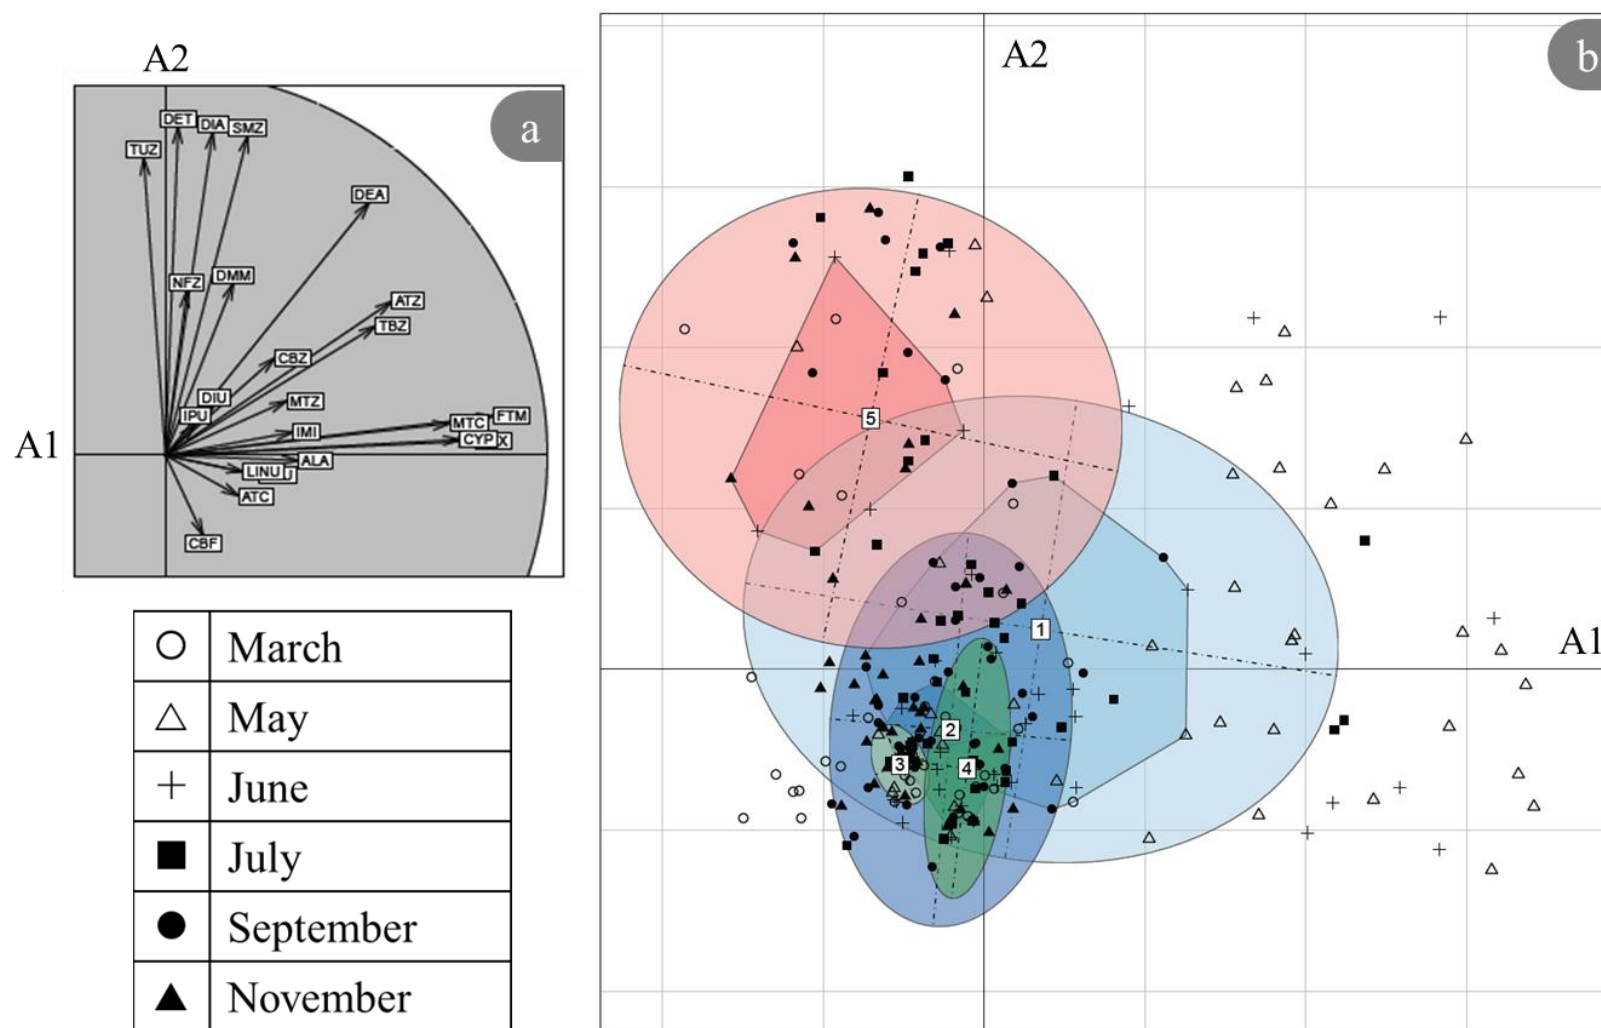 A2
a
DET
DIA
SMZ
TUZ
DEA
NFZ
DMM
ATZ
TBZ
CBZ
DIU
MTZ
IPU
FTM
MTC
IMI
CYP
X
A1
ALA
LINU
ATC
CBF
March
May
June
July
September
November
A2
b
5
1
A1
2
3
4